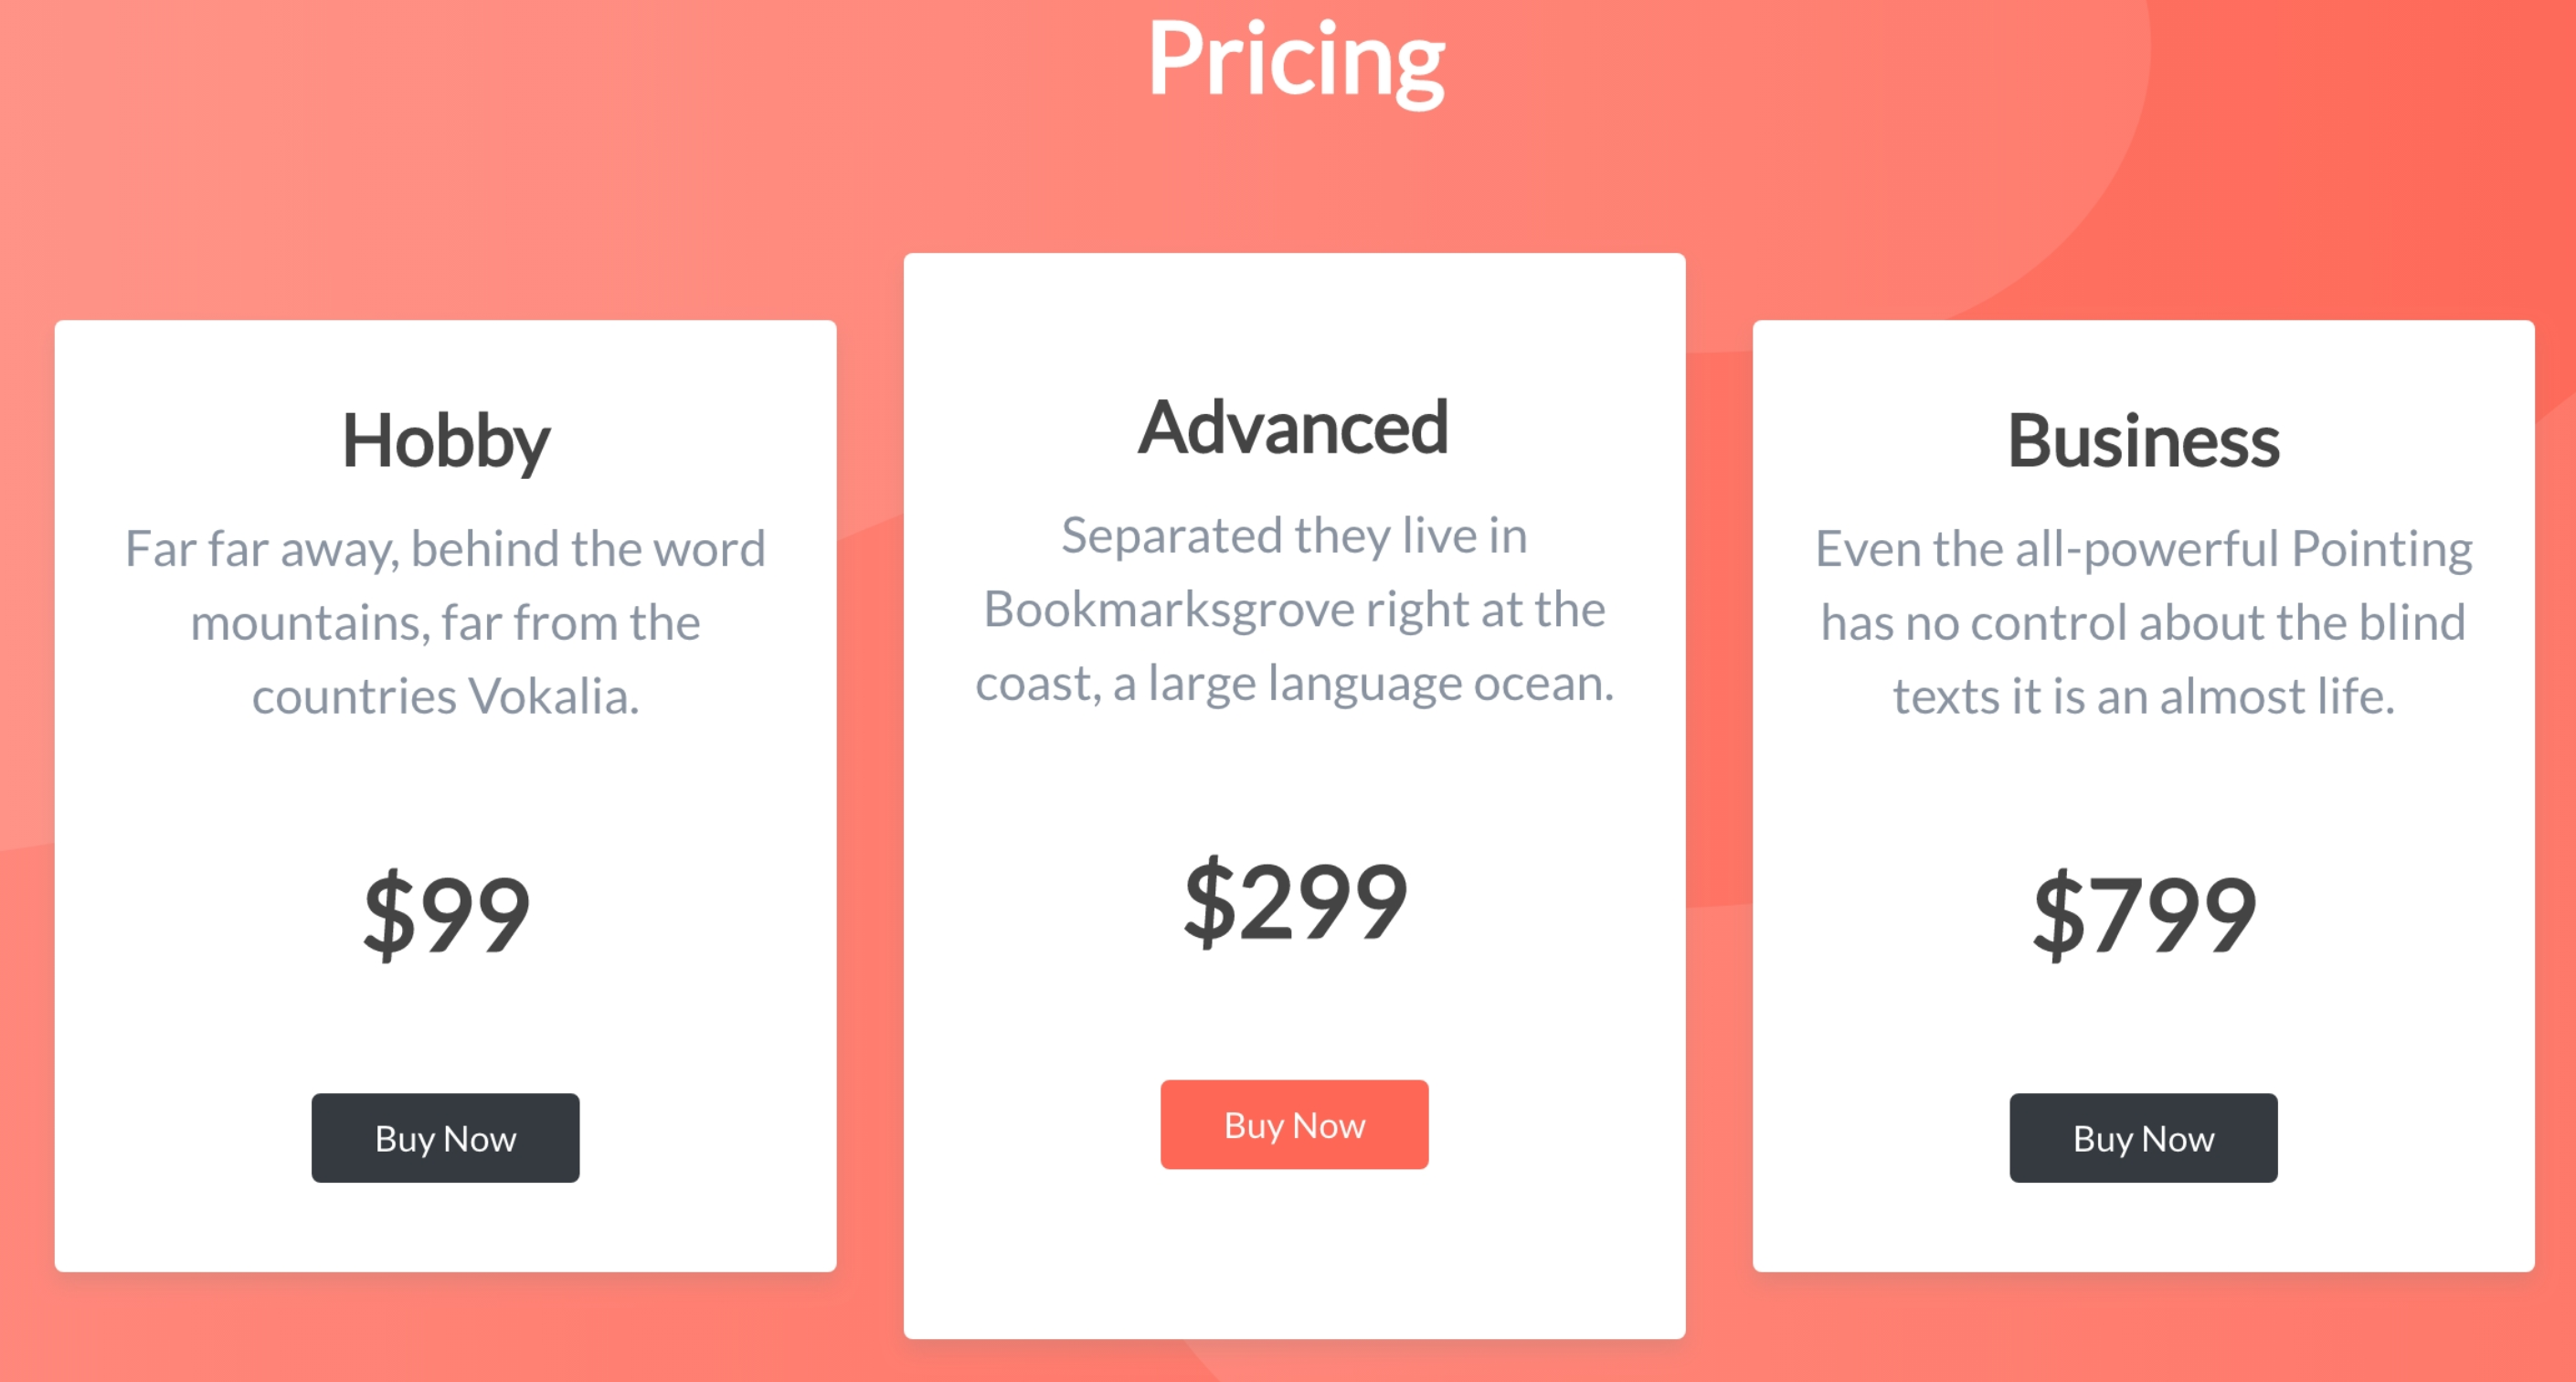 Pricing
Hobby
Far far away, behind the word
mountains, far from the
countries Vokalia.
$99
Buy Now
Advanced
Separated they live in
Bookmarksgrove right at the
coast, a large language ocean.
$299
Buy Now
Business
Even the all-powerful Pointing
has no control about the blind
texts it is an almost life.
$799
Buy Now